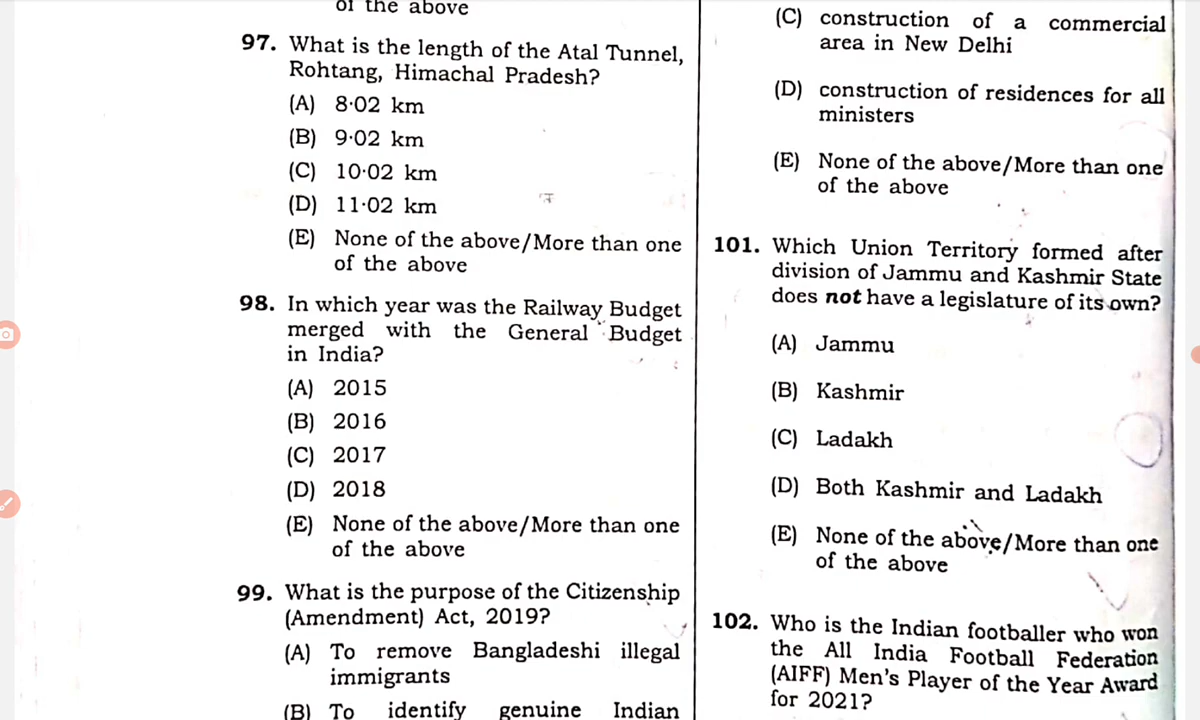 of the above
97. What is the length of the Atal Tunnel,
Rohtang, Himachal Pradesh?
(A) 8·02 km
(B) 9·02 km
(C) 10·02 km
(D) 11·02 km
(E) None of the above/More than one
of the above
98. In which year was the Railway Budget
merged with the General Budget
in India?
(A) 2015
(B) 2016
(C) 2017
(D) 2018
(E) None of the above/More than one
of the above
99. What is the purpose of the Citizenship
(Amendment) Act, 2019?
(A) To remove Bangladeshi illegal
immigrants
(B) To identify genuine Indian
(C) construction of a commercial
area in New Delhi
(D) construction of residences for all
ministers
(E) None of the above/More than one
of the above
101. Which Union Territory formed after
division of Jammu and Kashmir State
does not have a legislature of its own?
(A) Jammu
(B) Kashmir
(C) Ladakh
(D) Both Kashmir and Ladakh
(E) None of the above/More than one
of the above
102. Who is the Indian footballer who won
the All India Football Federation
(AIFF) Men's Player of the Year Award
for 2021?